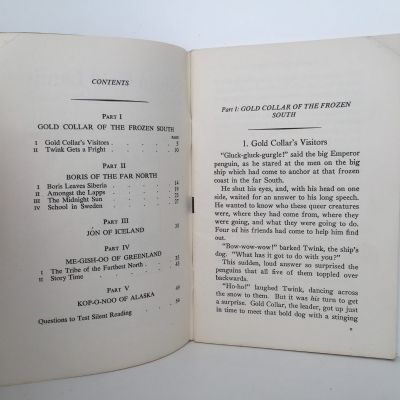 CONTENTS
PART I
GOLD COLLAR OF THE FROZEN SOUTH
PAGE
I Gold Collar's Visitors 5
II Twink Gets a Fright 10
PART II
BORIS OF THE FAR NORTH
I Boris Leaves Siberia 14
II Amongst the Lapps
III The Midnight Sun 27
IV School in Sweden
PART III
JÓN OF ICELAND
PART IV
ME-GISH-OO OF GREENLAND
I The Tribe of the Furthest North
II Story Time
PART V
KOP-O-NOO OF ALASKA
Questions to Test Silent Reading
Part I: GOLD COLLAR OF THE FROZEN
SOUTH
1. Gold Collar's Visitors
"Gluck-gluck-gurgle!" said the big Emperor
penguin, as he stared at the men on the big
ship which had come to anchor at that frozen
coast in the far South.
He shut his eyes, and, with his head on one
side, waited for an answer to his long speech.
He wanted to know what these queer creatures
were, where they had come from, where they
were going, and what they were going to do.
Four of his friends had come to help him find
out.
"Bow-wow-wow!" barked Twink, the ship's
dog. "What has it got to do with you?"
This sudden, loud answer so surprised the
penguins that all five of them toppled over
backwards.
"Ho-ho!" laughed Twink, dancing across
the snow to them. But it was his turn to get
a surprise. Gold Collar, the leader, got up just
in time to meet that bold dog with a stinging